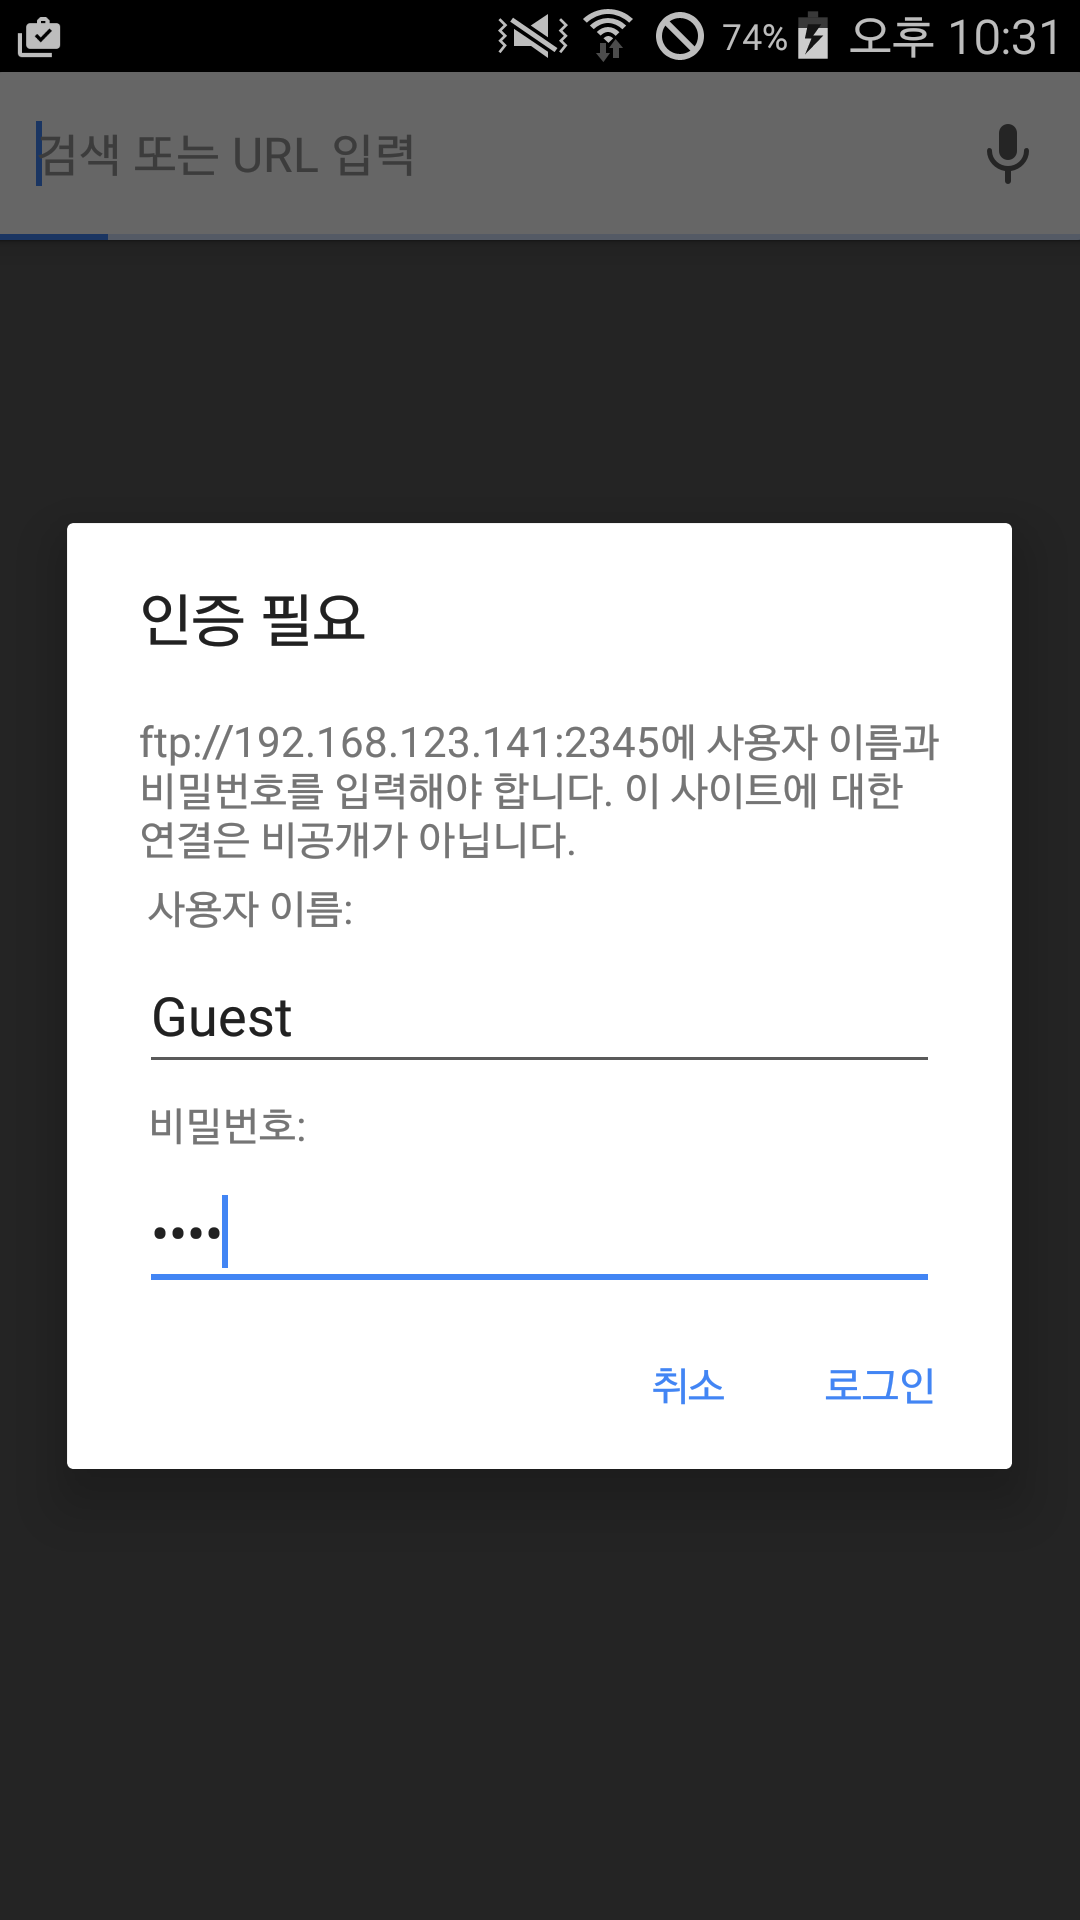 74% 오후 10:31
검색 또는 URL 입력
인증 필요
ftp://192.168.123.141:2345에 사용자 이름과
비밀번호를 입력해야 합니다. 이 사이트에 대한
연결은 비공개가 아닙니다.
사용자 이름:
Guest
비밀번호:
••••
취소 로그인